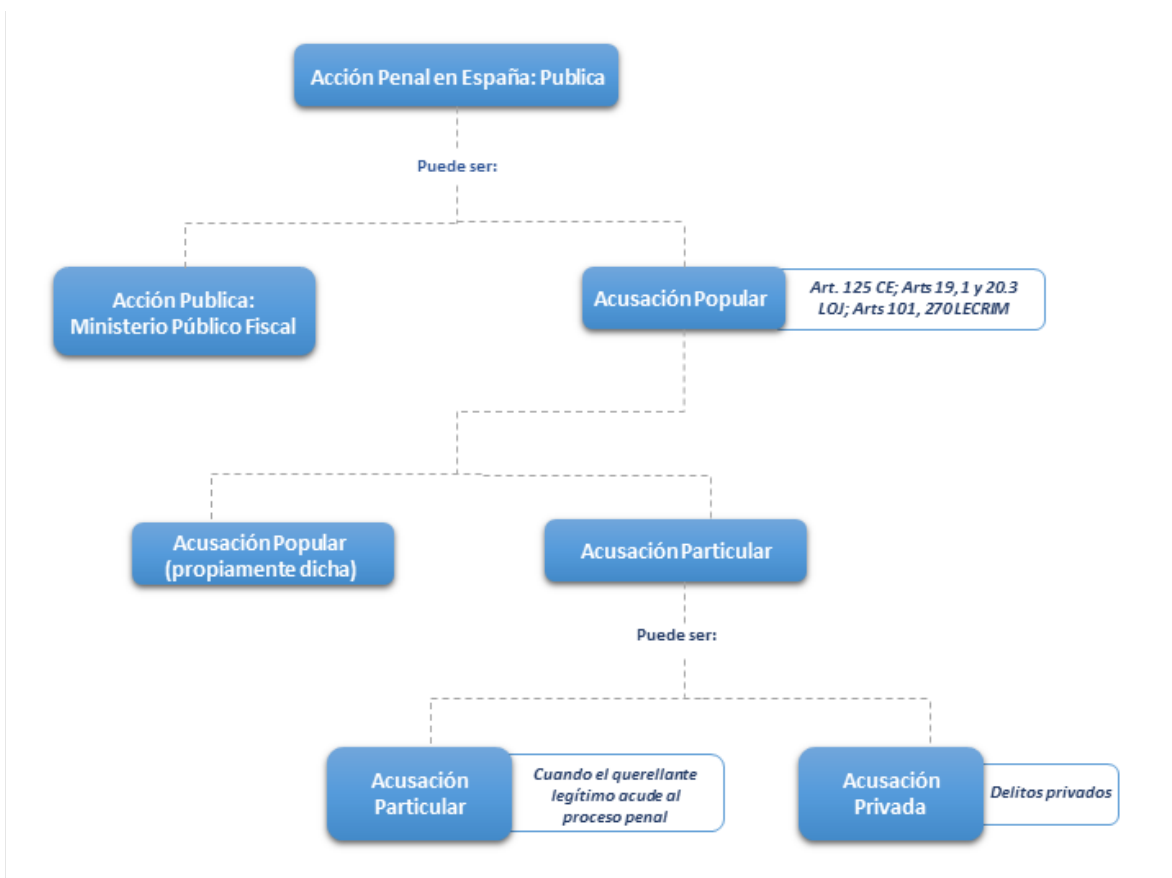 Acción Penal en España: Publica
Puede ser:
Acción Publica:
Ministerio Público Fiscal
Acusación Popular
Art. 125 CE; Arts 19, 1 y 20.3
LOJ; Arts 101, 270 LECRIM
Acusación Popular
(propiamente dicha)
Acusación Particular
Puede ser:
Acusación
Particular
Cuando el querellante
legítimo acude al
proceso penal
Acusación
Privada
Delitos privados